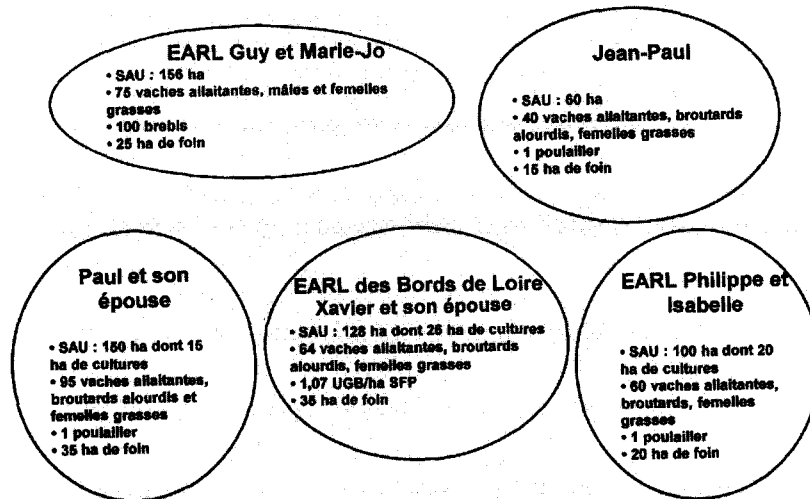 EARL Guy et Marie-Jo
• SAU : 156 ha
• 75 vaches allaitantes, mâles et femelles
grasses
• 100 brebis
• 25 ha de foin
Jean-Paul
• SAU : 60 ha
• 40 vaches allaitantes, broutards
alourdis, femelles grasses
• 1 poulailler
• 15 ha de foin
Paul et son
épouse
• SAU : 150 ha dont 15
ha de cultures
• 95 vaches allaitantes,
broutards alourdis et
femelles grasses
• 1 poulailler
• 35 ha de foin
EARL des Bords de Loire
Xavier et son épouse
• SAU : 128 ha dont 25 ha de cultures
• 64 vaches allaitantes, broutards
alourdis, femelles grasses
• 1,07 UGB/ha SFP
• 35 ha de foin
EARL Philippe et
Isabelle
• SAU : 100 ha dont 20
ha de cultures
• 60 vaches allaitantes,
broutards, femelles
grasses
• 1 poulailler
• 20 ha de foin